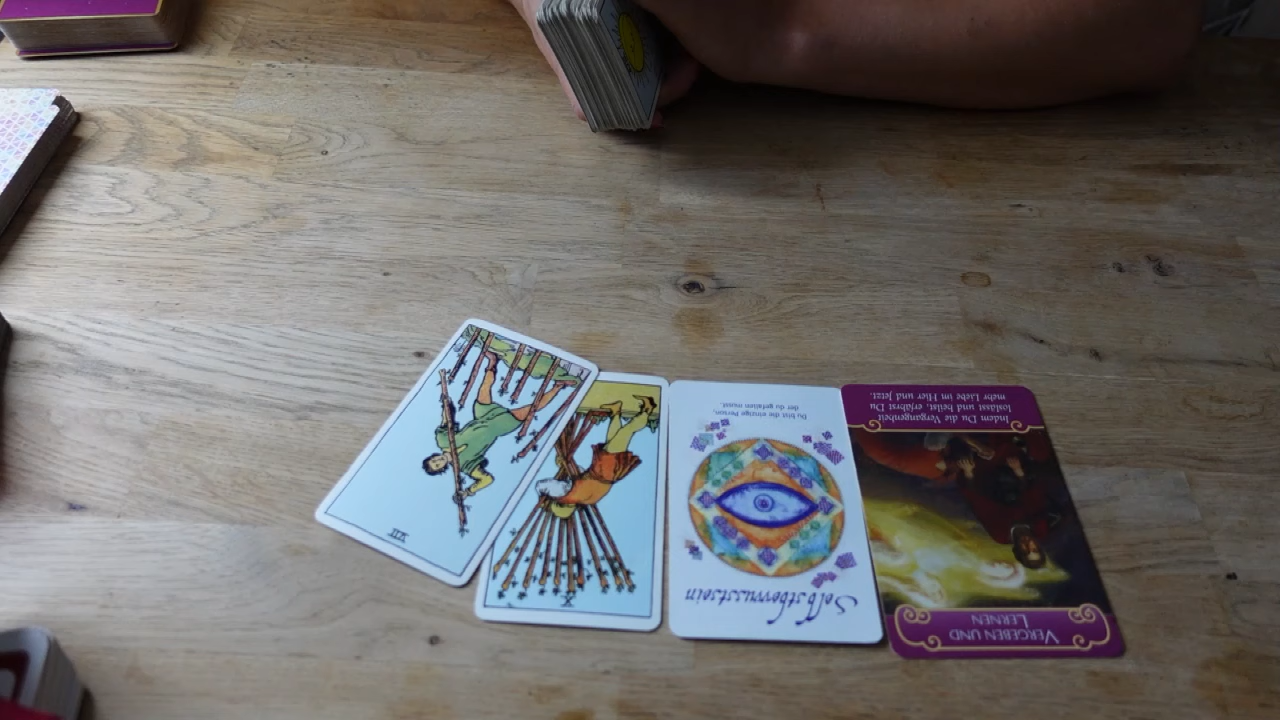 VII
X
Selbstbewusstsein
Du bist die einzige Person,
der du gefallen musst.
VERGEBEN UND
LERNEN
Indem Du die Vergangenheit
loslässt und heilst, erfährst Du
mehr Liebe im Hier und Jetzt.